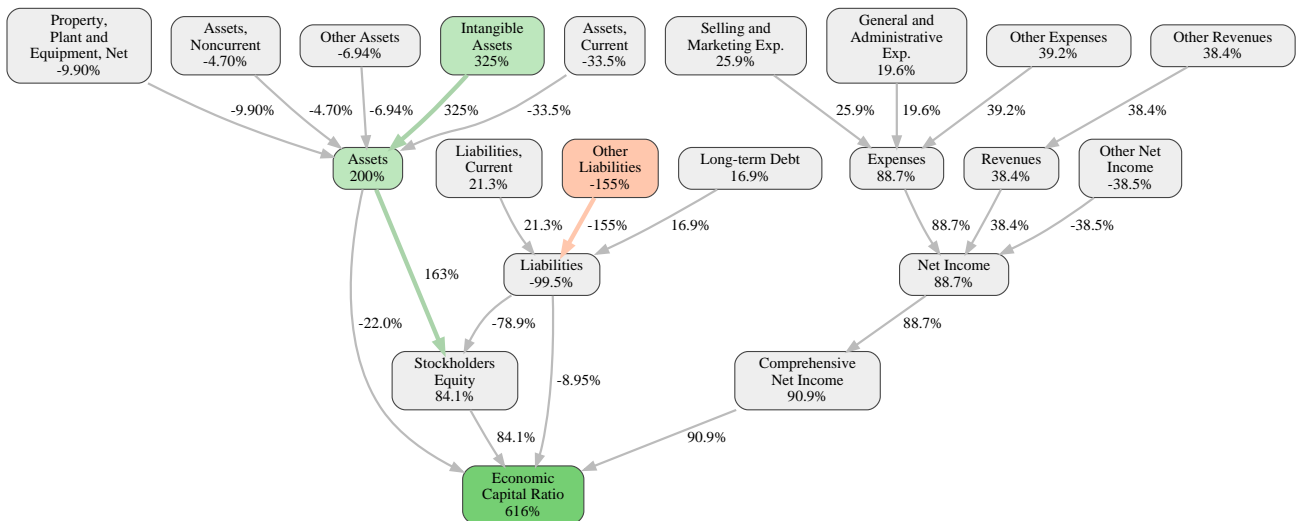 Property,
Plant and
Equipment, Net
-9.90%
Assets,
Noncurrent
-4.70%
Other Assets
-6.94%
Intangible
Assets
325%
Assets,
Current
-33.5%
Selling and
Marketing Exp.
25.9%
General and
Administrative
Exp.
19.6%
Other Expenses
39.2%
Other Revenues
38.4%
-9.90%
-4.70%
-6.94%
325%
-33.5%
25.9%
19.6%
39.2%
38.4%
Assets
200%
Liabilities,
Current
21.3%
Other
Liabilities
-155%
Long-term Debt
16.9%
Expenses
88.7%
Revenues
38.4%
Other Net
Income
-38.5%
21.3%
-155%
16.9%
88.7%
38.4%
-38.5%
163%
Liabilities
-99.5%
Net Income
88.7%
-22.0%
-78.9%
88.7%
Stockholders
Equity
84.1%
-8.95%
Comprehensive
Net Income
90.9%
84.1%
90.9%
Economic
Capital Ratio
616%